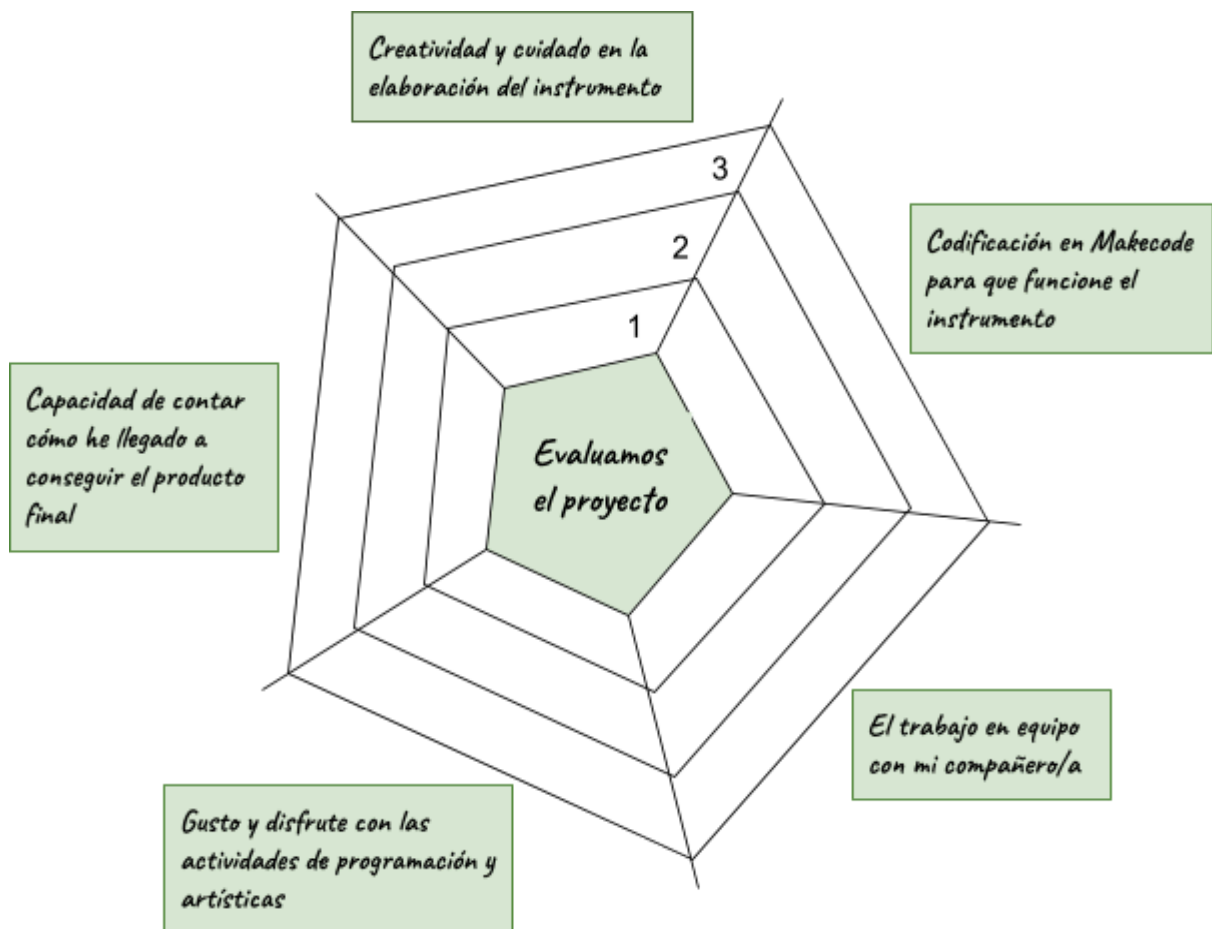 Creatividad y cuidado en la
elaboración del instrumento
3
2
1
Codificación en Makecode
para que funcione el
instrumento
Capacidad de contar
cómo he llegado a
conseguir el producto
final
Evaluamos
el proyecto
El trabajo en equipo
con mi compañero/a
Gusto y disfrute con las
actividades de programación y
artísticas